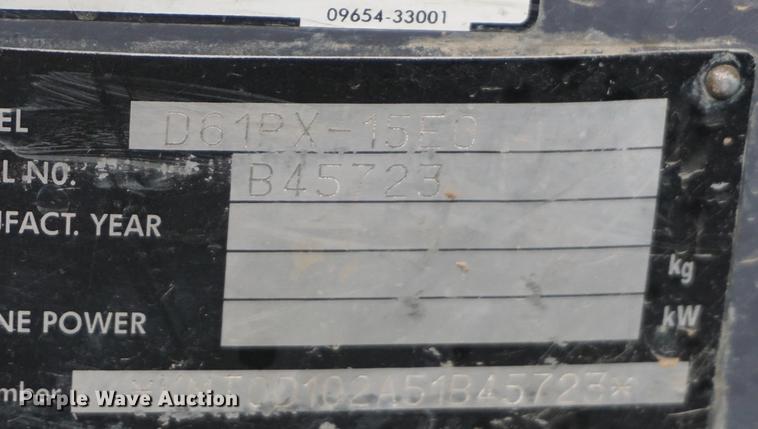 09654-33001
EL D61PX-15E0
L NO. B45723
UFACT. YEAR
kg
NE POWER kW
mber
Purple Wave Auction